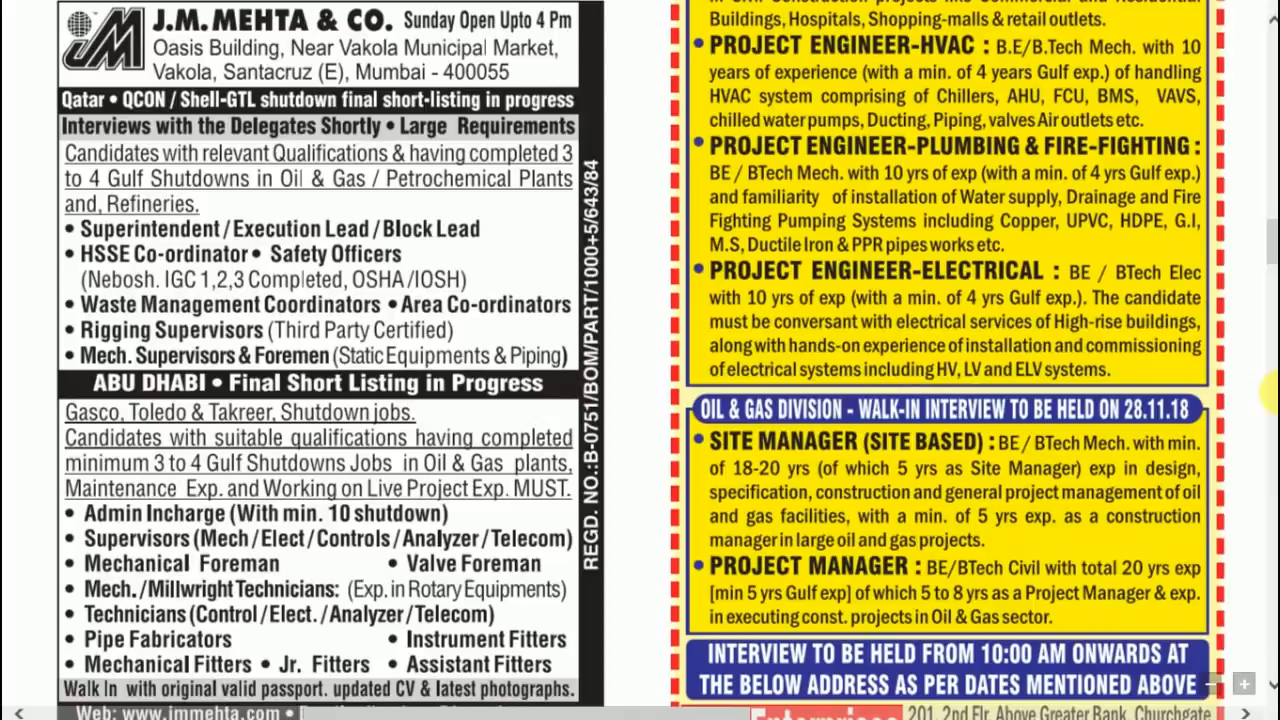 J.M. MEHTA & CO. Sunday Open Upto 4 Pm
Oasis Building, Near Vakola Municipal Market,
Vakola, Santacruz (E), Mumbai - 400055
Qatar • QCON / Shell-GTL shutdown final short-listing in progress
Interviews with the Delegates Shortly • Large Requirements
Candidates with relevant Qualifications & having completed 3
to 4 Gulf Shutdowns in Oil & Gas / Petrochemical Plants
and, Refineries.
• Superintendent / Execution Lead / Block Lead
• HSSE Co-ordinator • Safety Officers
(Nebosh. IGC 1,2,3 Completed, OSHA /IOSH)
• Waste Management Coordinators • Area Co-ordinators
• Rigging Supervisors (Third Party Certified)
• Mech. Supervisors & Foremen (Static Equipments & Piping)
ABU DHABI • Final Short Listing in Progress
Gasco, Toledo & Takreer, Shutdown jobs.
Candidates with suitable qualifications having completed
minimum 3 to 4 Gulf Shutdowns Jobs in Oil & Gas plants,
Maintenance Exp. and Working on Live Project Exp. MUST.
• Admin Incharge (With min. 10 shutdown)
• Supervisors (Mech / Elect / Controls / Analyzer / Telecom)
• Mechanical Foreman • Valve Foreman
• Mech. / Millwright Technicians: (Exp. in Rotary Equipments)
• Technicians (Control / Elect. / Analyzer / Telecom)
• Pipe Fabricators • Instrument Fitters
• Mechanical Fitters • Jr. Fitters • Assistant Fitters
Walk In with original valid passport. updated CV & latest photographs.
Web: www.jmmehta.com •
REGD. NO.:B-0751/BOM/PART/1000+5/643/84
in Civil Construction projects like Commercial and Residential
Buildings, Hospitals, Shopping-malls & retail outlets.
• PROJECT ENGINEER-HVAC : B.E/B.Tech Mech. with 10
years of experience (with a min. of 4 years Gulf exp.) of handling
HVAC system comprising of Chillers, AHU, FCU, BMS, VAVS,
chilled water pumps, Ducting, Piping, valves Air outlets etc.
• PROJECT ENGINEER-PLUMBING & FIRE-FIGHTING :
BE / BTech Mech. with 10 yrs of exp (with a min. of 4 yrs Gulf exp.)
and familiarity of installation of Water supply, Drainage and Fire
Fighting Pumping Systems including Copper, UPVC, HDPE, G.I,
M.S, Ductile Iron & PPR pipes works etc.
• PROJECT ENGINEER-ELECTRICAL : BE / BTech Elec
with 10 yrs of exp (with a min. of 4 yrs Gulf exp.). The candidate
must be conversant with electrical services of High-rise buildings,
along with hands-on experience of installation and commissioning
of electrical systems including HV, LV and ELV systems.
OIL & GAS DIVISION - WALK-IN INTERVIEW TO BE HELD ON 28.11.18
• SITE MANAGER (SITE BASED) : BE / BTech Mech. with min.
of 18-20 yrs (of which 5 yrs as Site Manager) exp in design,
specification, construction and general project management of oil
and gas facilities, with a min. of 5 yrs exp. as a construction
manager in large oil and gas projects.
• PROJECT MANAGER : BE/BTech Civil with total 20 yrs exp
[min 5 yrs Gulf exp] of which 5 to 8 yrs as a Project Manager & exp.
in executing const. projects in Oil & Gas sector.
INTERVIEW TO BE HELD FROM 10:00 AM ONWARDS AT
THE BELOW ADDRESS AS PER DATES MENTIONED ABOVE
Enterprises 201, 2nd Flr, Above Greater Bank, Churchgate